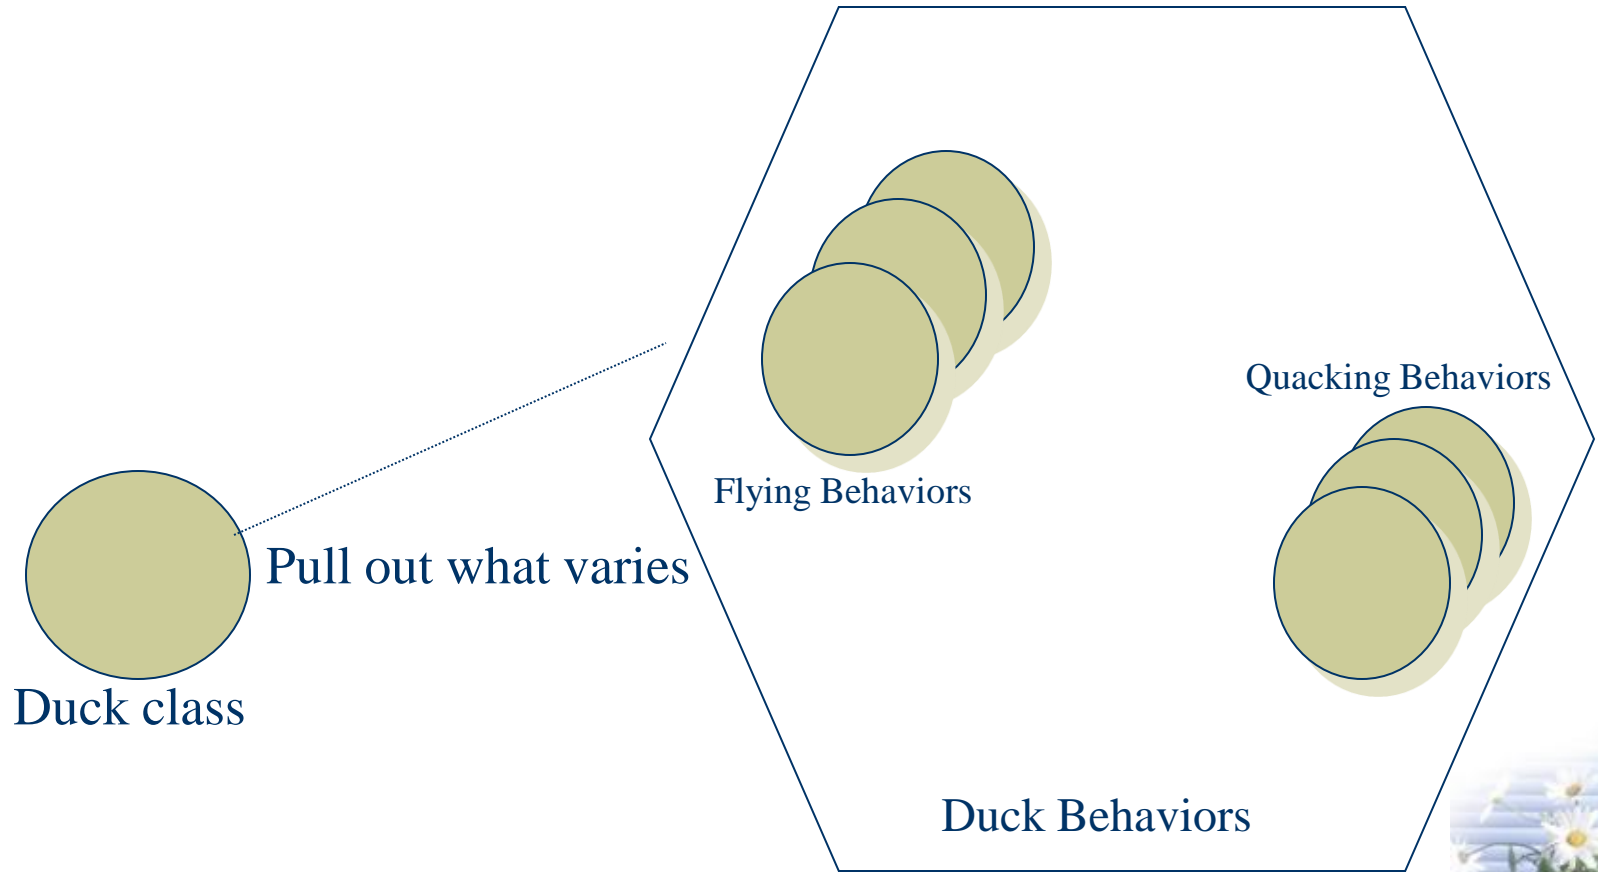 Quacking Behaviors
Flying Behaviors
Pull out what varies
Duck class
Duck Behaviors